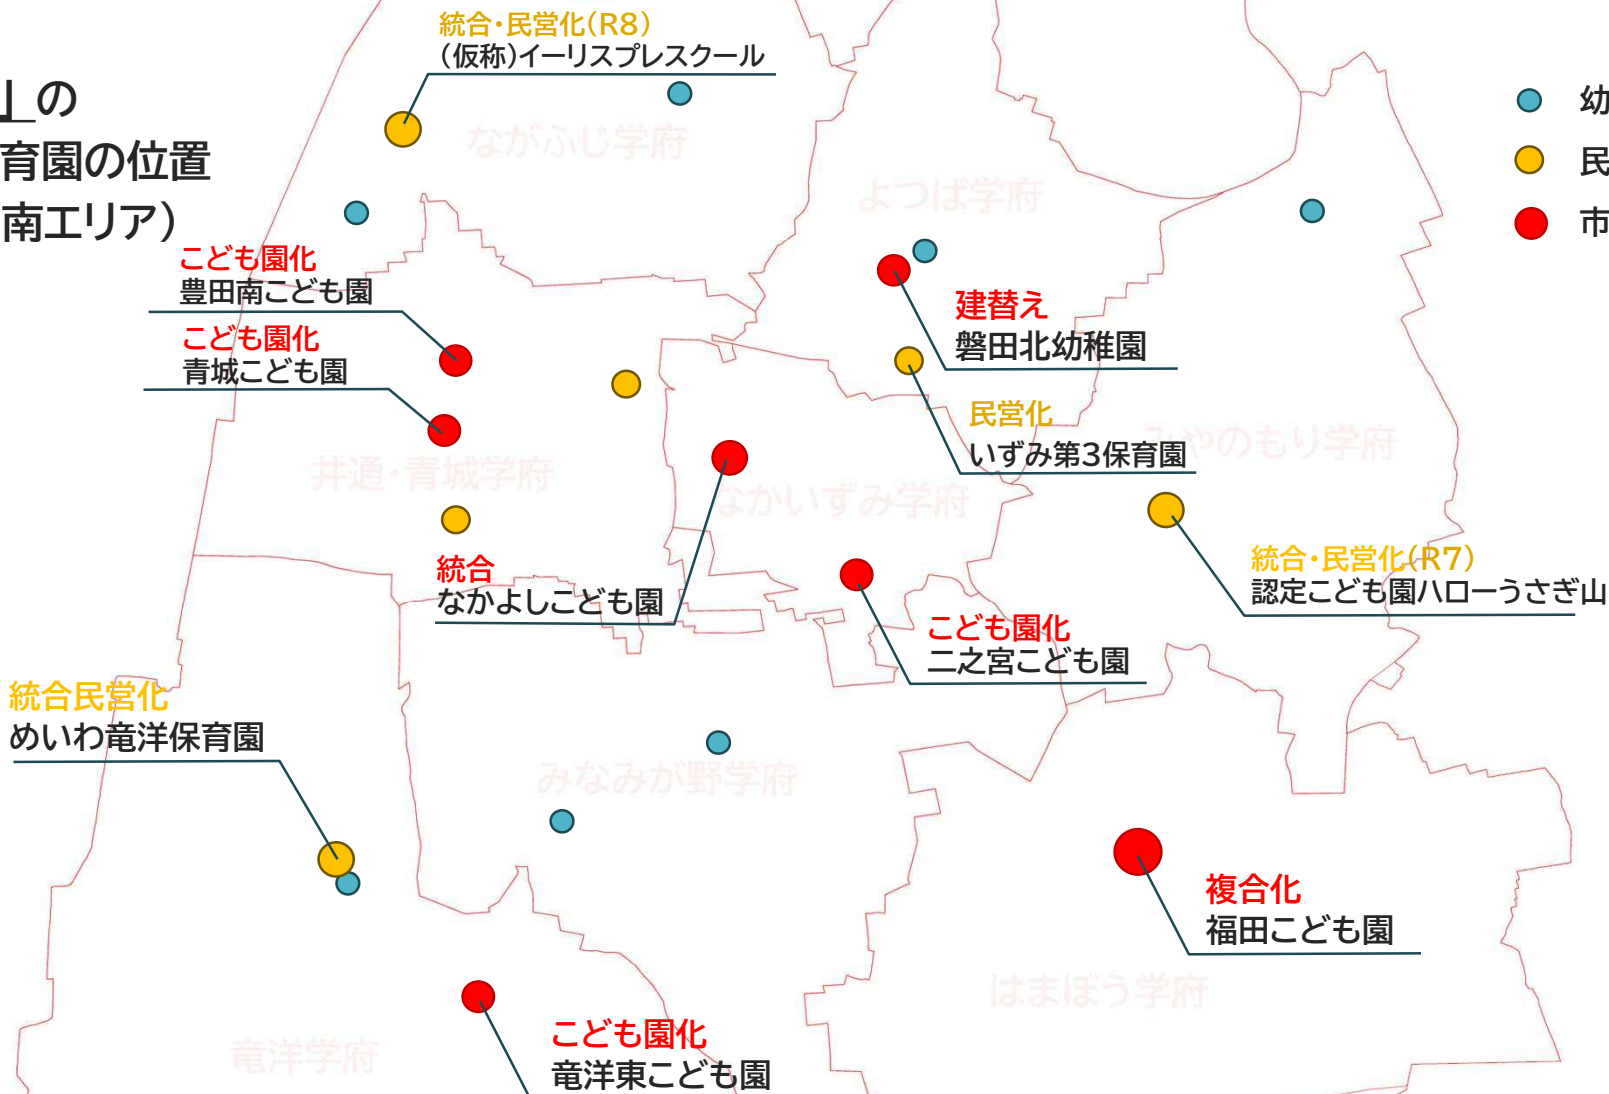 」の
育園の位置
南エリア）
統合・民営化（R8）
（仮称）イーリスプレスクール
幼
民
市
ながふじ学府
よつば学府
こども園化
豊田南こども園
こども園化
青城こども園
建替え
磐田北幼稚園
民営化
いずみ第3保育園
みやのもり学府
井通・青城学府
なかいずみ学府
統合
なかよしこども園
統合・民営化（R7）
認定こども園ハローうさぎ山
こども園化
二之宮こども園
統合民営化
めいわ竜洋保育園
みなみが野学府
複合化
福田こども園
はまぼう学府
竜洋学府
こども園化
竜洋東こども園